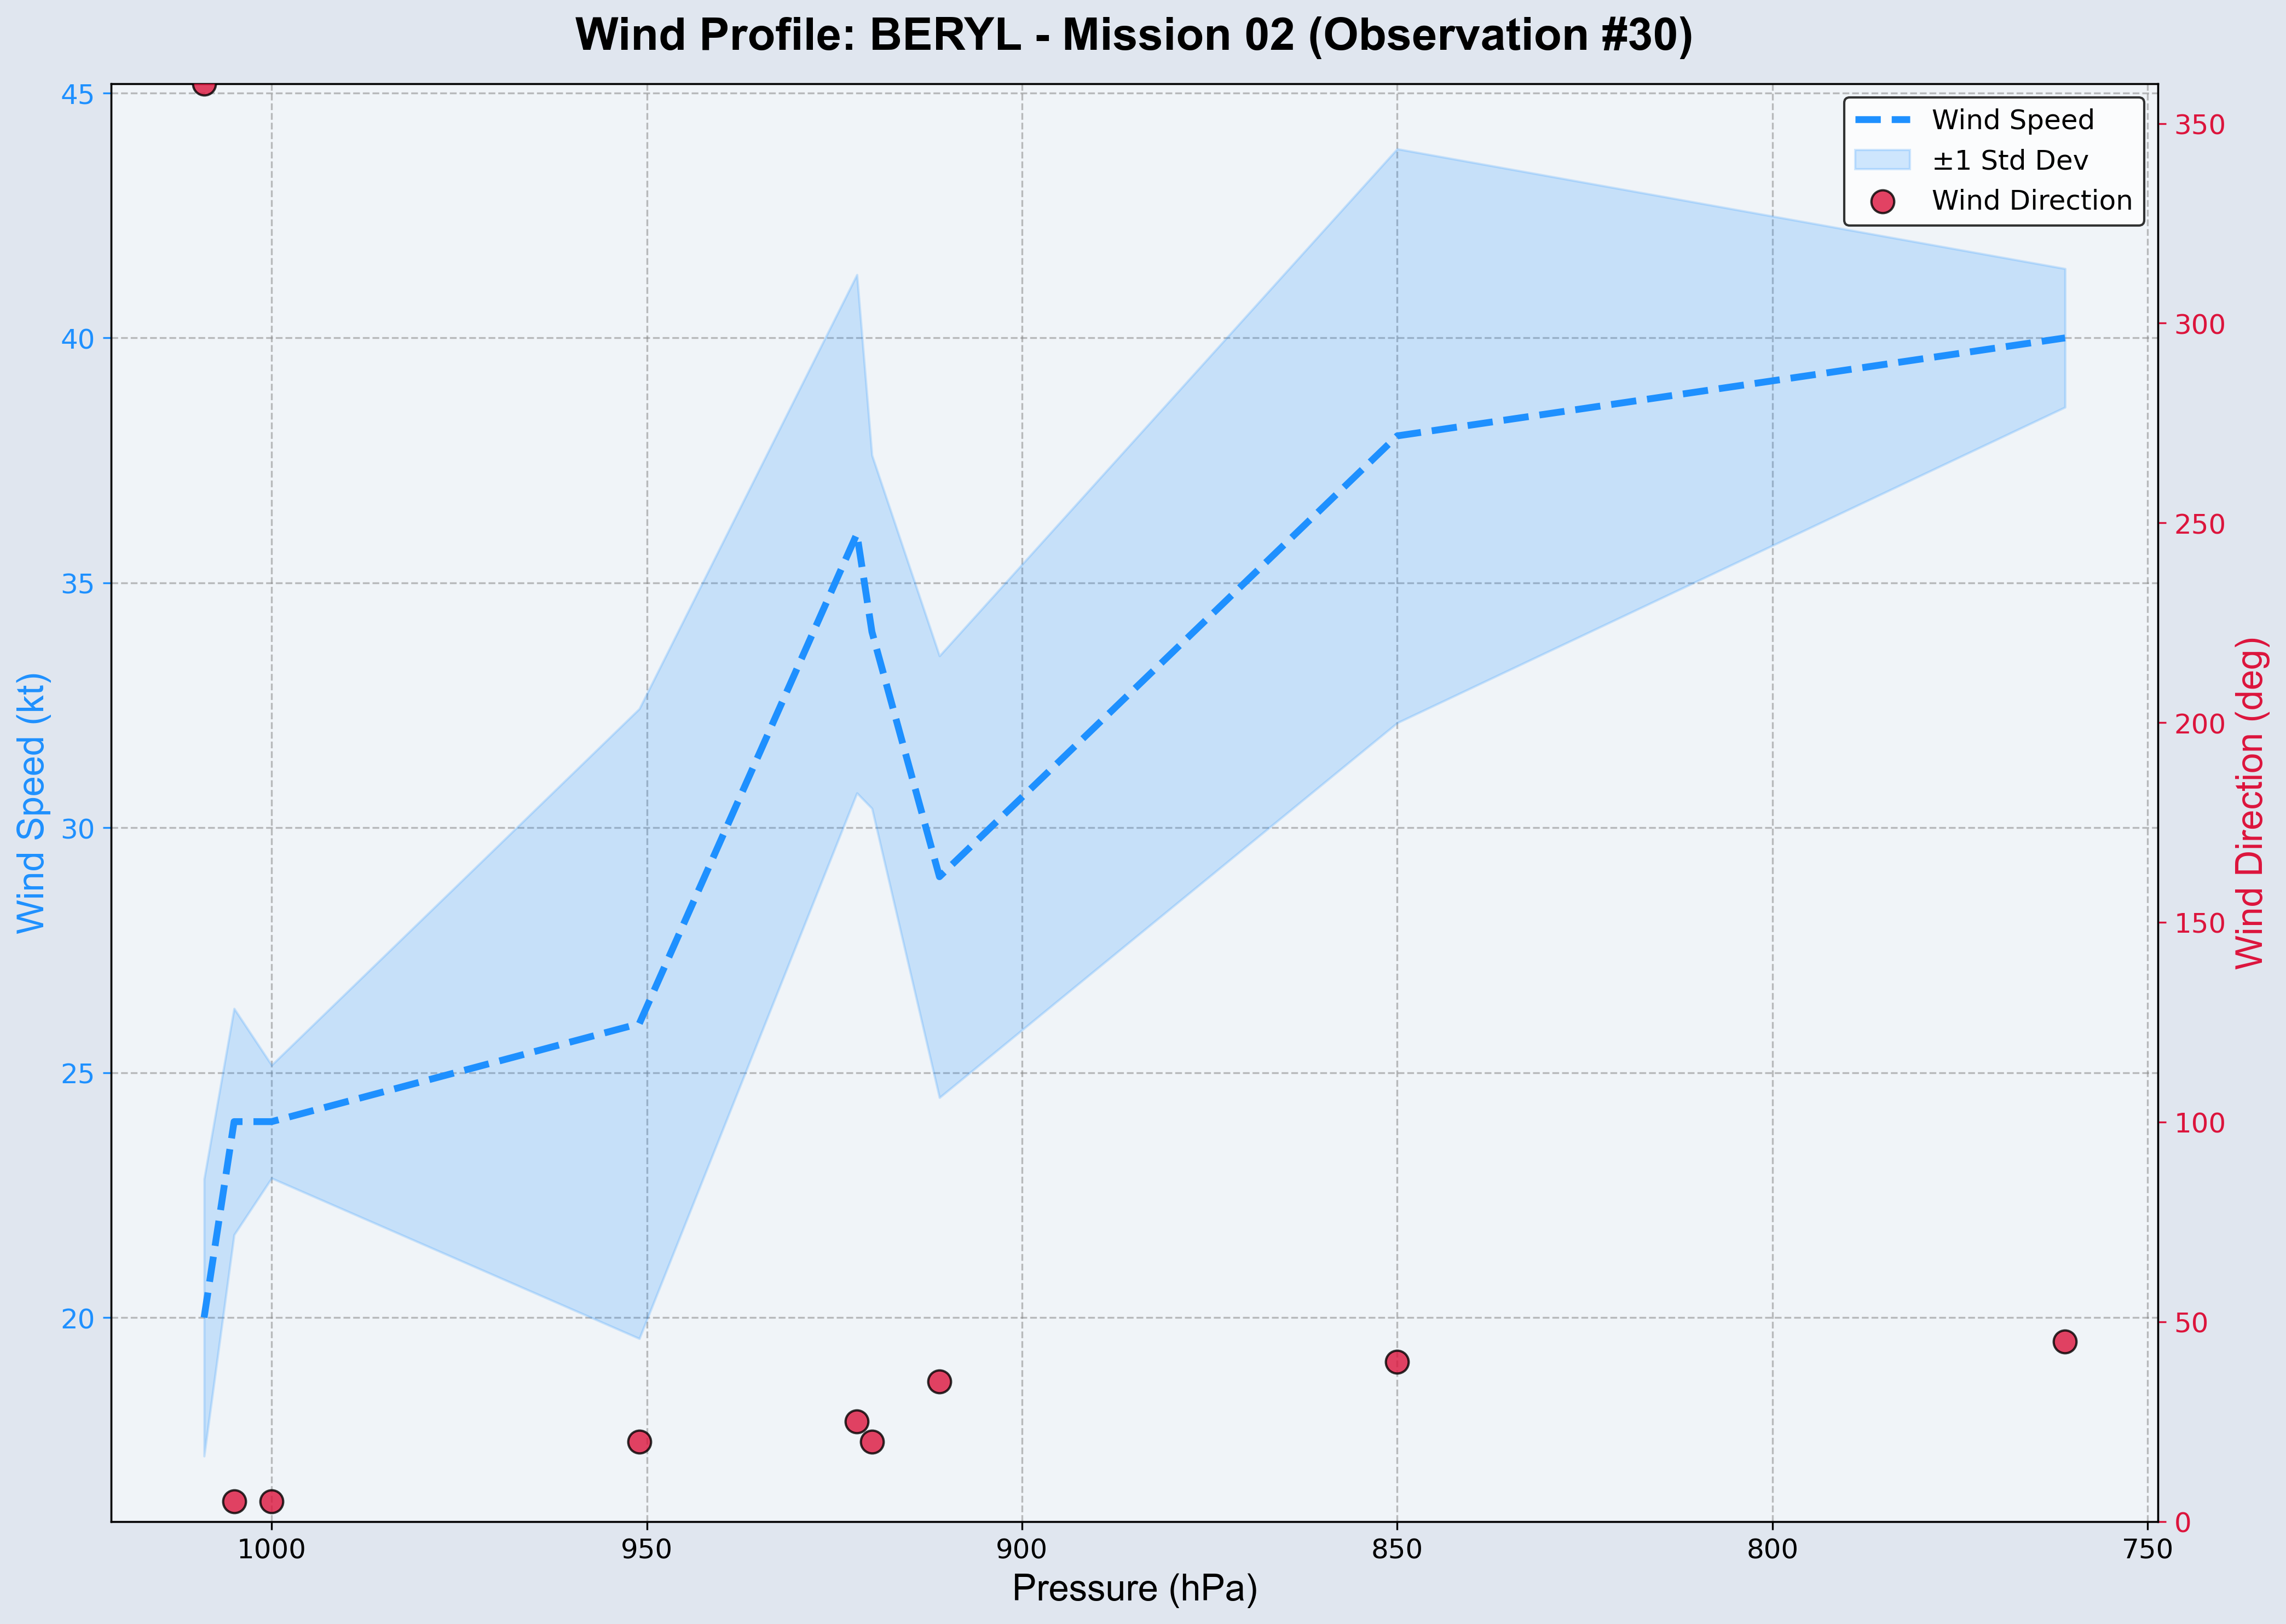 Wind Profile: BERYL - Mission 02 (Observation #30)
Wind Speed
±1 Std Dev
Wind Direction
Wind Speed (kt)
45
40
35
30
25
20
350
300
250
200
150
100
50
0
Wind Direction (deg)
1000 950 900 850 800 750
Pressure (hPa)